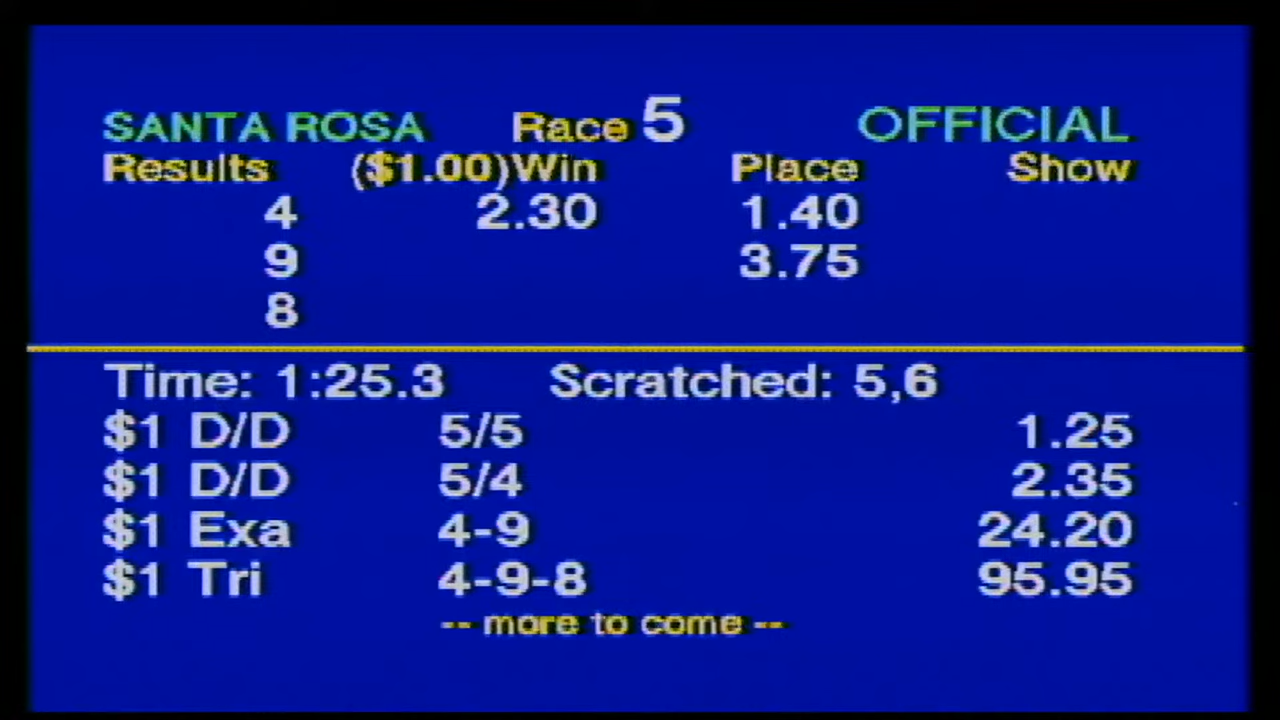 SANTA ROSA Race 5 OFFICIAL
Results ($1.00)Win Place Show
4 2.30 1.40
9 3.75
8
Time: 1:25.3 Scratched: 5,6
$1 D/D 5/5 1.25
$1 D/D 5/4 2.35
$1 Exa 4-9 24.20
$1 Tri 4-9-8 95.95
-- more to come --